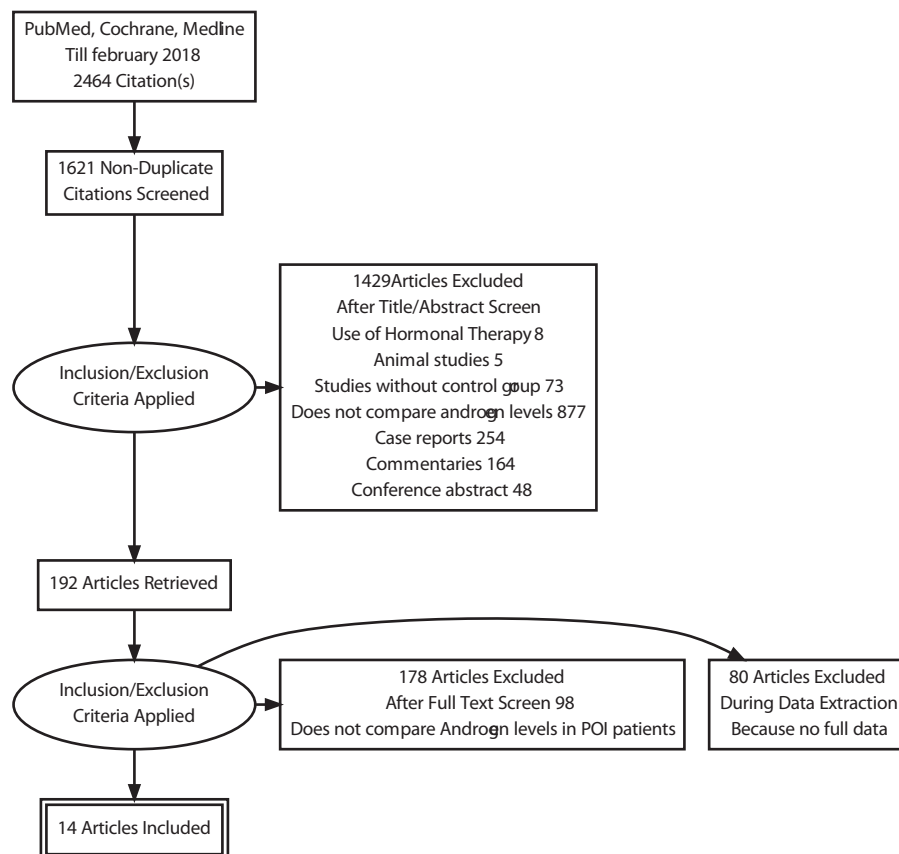 PubMed, Cochrane, Medline
Till february 2018
2464 Citation(s)
1621 Non-Duplicate
Citations Screened
1429Articles Excluded
After Title/Abstract Screen
Use of Hormonal Therapy 8
Animal studies 5
Studies without control group 73
Does not compare androgen levels 877
Case reports 254
Commentaries 164
Conference abstract 48
Inclusion/Exclusion
Criteria Applied
192 Articles Retrieved
Inclusion/Exclusion
Criteria Applied
178 Articles Excluded
After Full Text Screen 98
Does not compare Androgen levels in POI patients
80 Articles Excluded
During Data Extraction
Because no full data
14 Articles Included